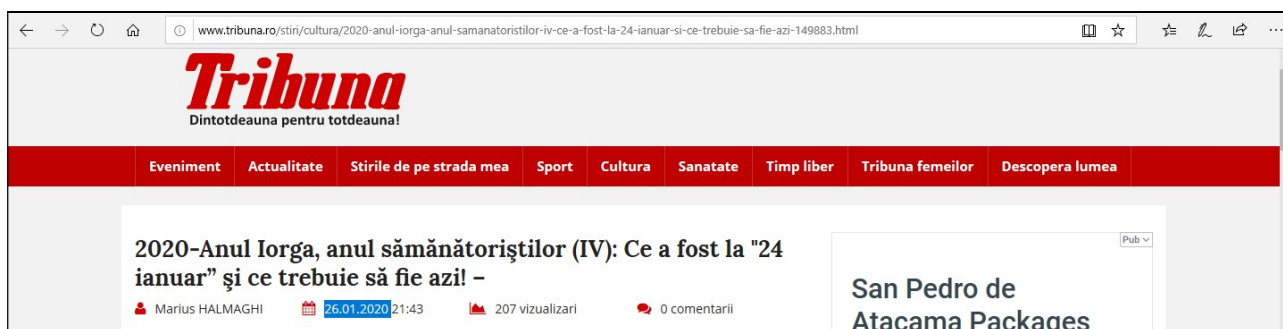 www.tribuna.ro/stiri/cultura/2020-anul-iorga-anul-samanatoristilor-iv-ce-a-fost-la-24-ianuar-si-ce-trebuie-sa-fie-azi-149883.html
Tribuna
Dintotdeauna pentru totdeauna!
Eveniment Actualitate Stirile de pe strada mea Sport Cultura Sanatate Timp liber Tribuna femeilor Descopera lumea
2020-Anul Iorga, anul sămănătoriştilor (IV): Ce a fost la "24
ianuar” şi ce trebuie să fie azi! –
Marius HALMAGHI 26.01.2020 21:43 207 vizualizari 0 comentarii
Pub
San Pedro de
Atacama Packages